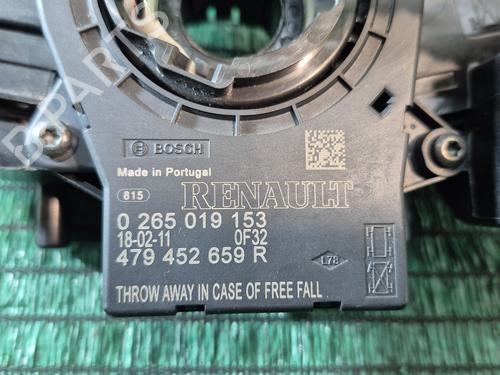 B-PARTS
BOSCH
Made in Portugal
815
RENAULT
0 265 019 153
18-02-11 0F32
479 452 659 R
L78
THROW AWAY IN CASE OF FREE FALL